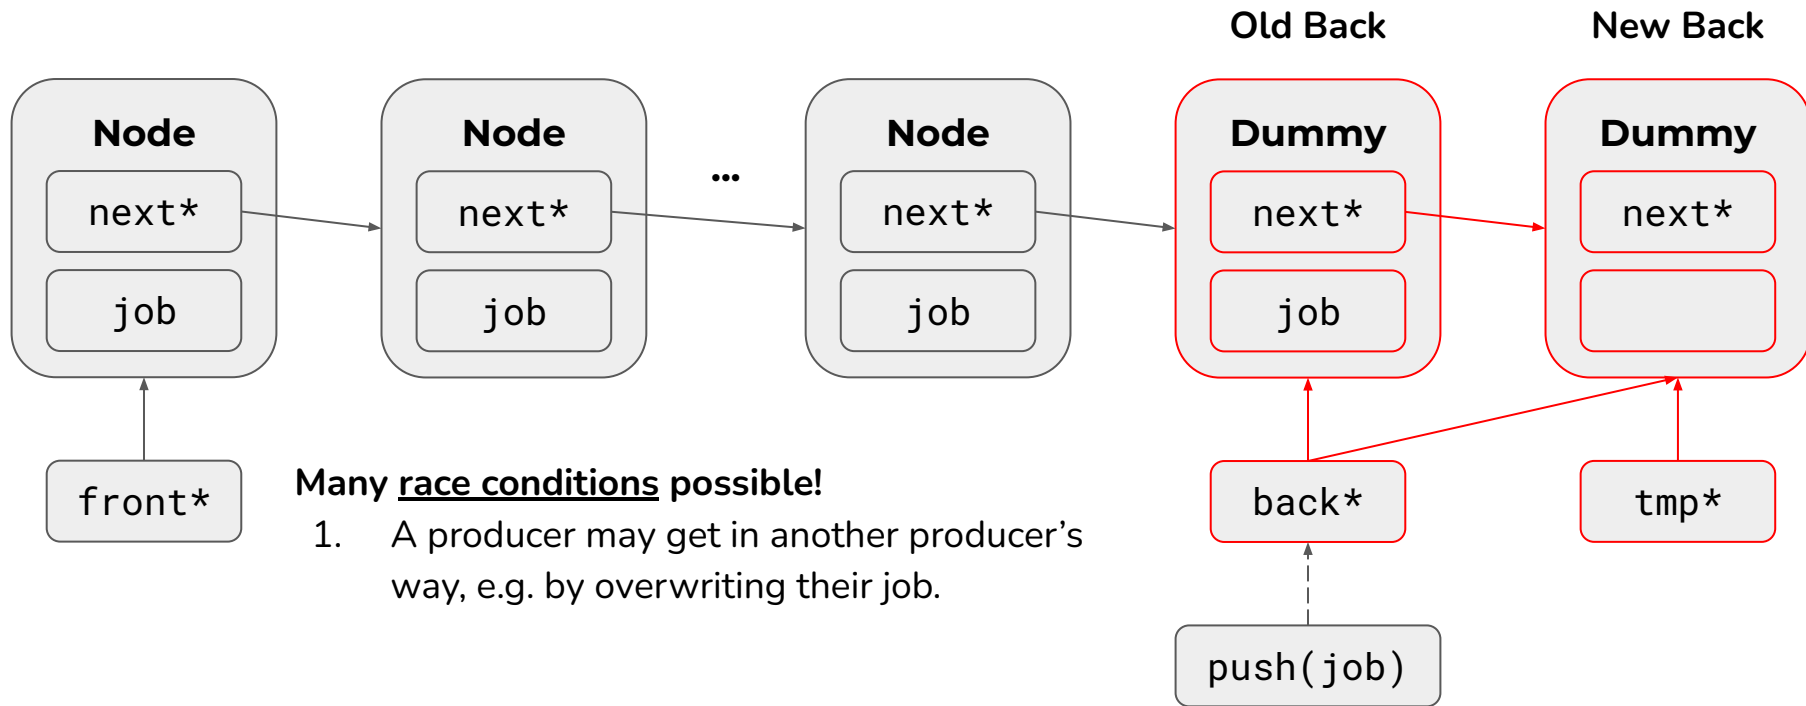 Old Back
New Back
Node
Node
Node
Dummy
Dummy
...
next*
next*
next*
next*
next*
job
job
job
job
front*
Many race conditions possible!
1. A producer may get in another producer’s
way, e.g. by overwriting their job.
back*
tmp*
push(job)